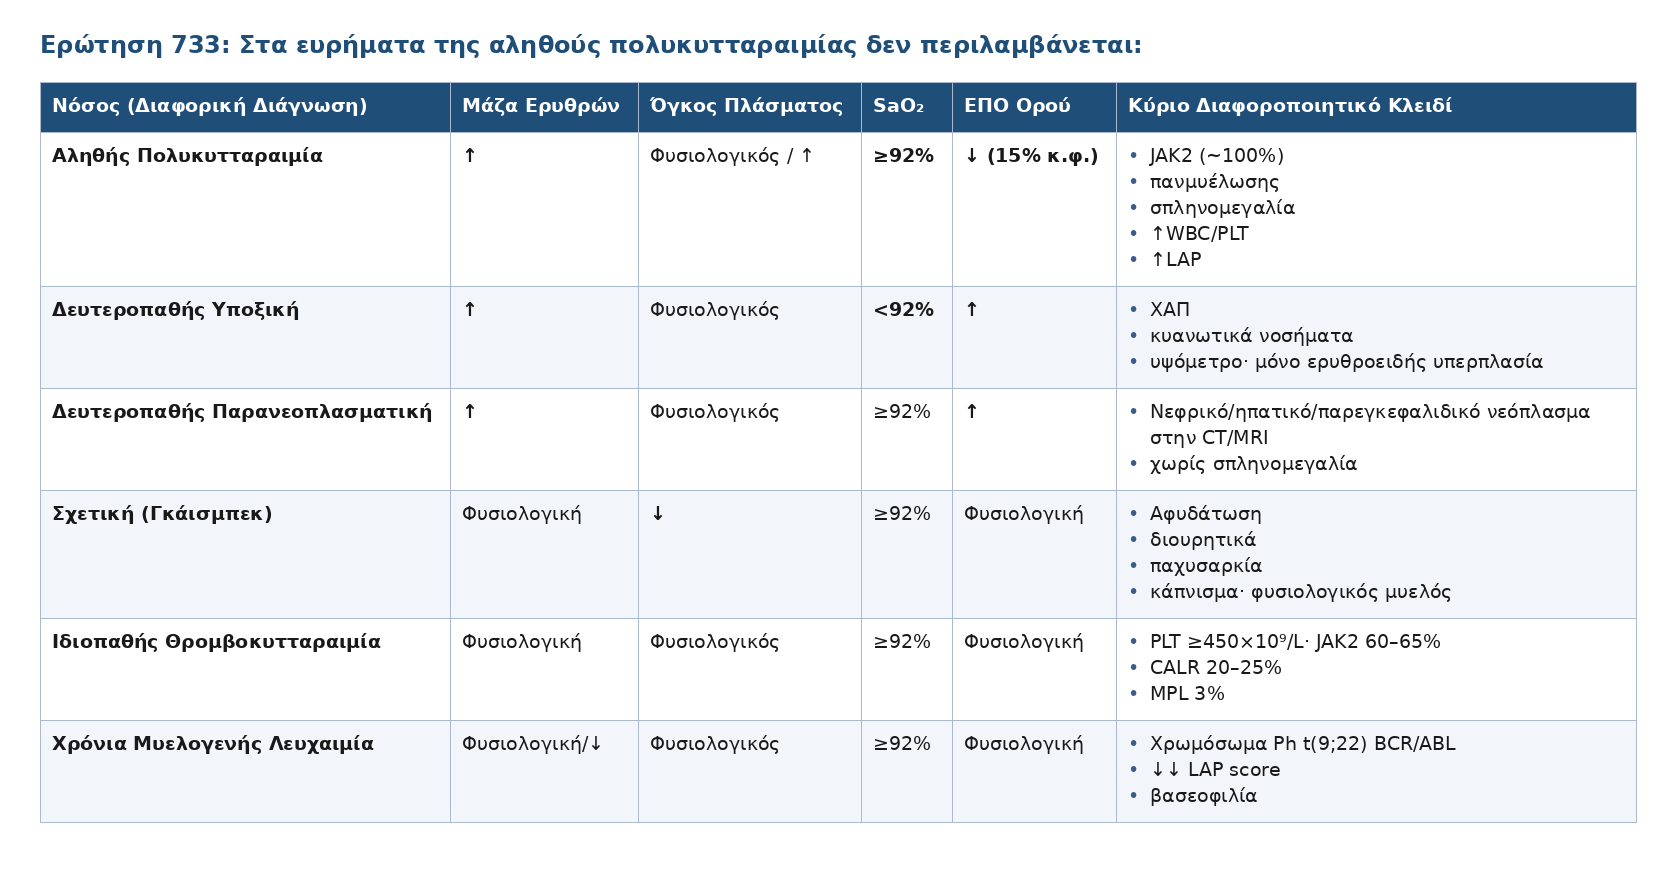 Ερώτηση 733: Στα ευρήματα της αληθούς πολυκυτταραιμίας δεν περιλαμβάνεται:
Νόσος (Διαφορική Διάγνωση) Μάζα Ερυθρών Όγκος Πλάσματος SaO₂ ΕΠΟ Ορού Κύριο Διαφοροποιητικό Κλειδί
Αληθής Πολυκυτταραιμία ↑ Φυσιολογικός / ↑ ≥92% ↓ (15% κ.φ.) • JAK2 (~100%)
• πανμυέλωσης
• σπληνομεγαλία
• ↑WBC/PLT
• ↑LAP
Δευτεροπαθής Υποξική ↑ Φυσιολογικός <92% ↑ • ΧΑΠ
• κυανωτικά νοσήματα
• υψόμετρο· μόνο ερυθροειδής υπερπλασία
Δευτεροπαθής Παρανεοπλασματική ↑ Φυσιολογικός ≥92% ↑ • Νεφρικό/ηπατικό/παρεγκεφαλιδικό νεόπλασμα
στην CT/MRI
• χωρίς σπληνομεγαλία
Σχετική (Γκάισμπεκ) Φυσιολογική ↓ ≥92% Φυσιολογική • Αφυδάτωση
• διουρητικά
• παχυσαρκία
• κάπνισμα· φυσιολογικός μυελός
Ιδιοπαθής Θρομβοκυτταραιμία Φυσιολογική Φυσιολογικός ≥92% Φυσιολογική • PLT ≥450×10⁹/L· JAK2 60–65%
• CALR 20–25%
• MPL 3%
Χρόνια Μυελογενής Λευχαιμία Φυσιολογική/↓ Φυσιολογικός ≥92% Φυσιολογική • Χρωμόσωμα Ph t(9;22) BCR/ABL
• ↓↓ LAP score
• βασεοφιλία